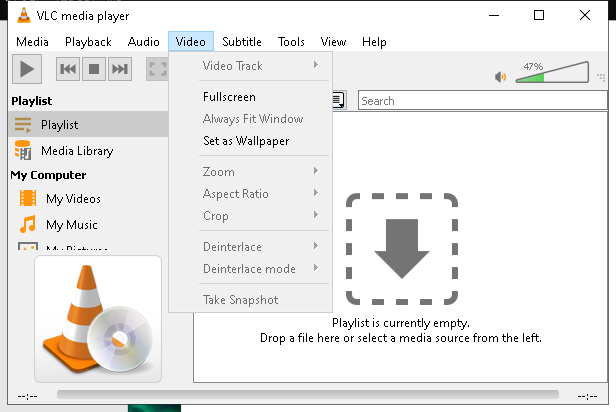 VLC media player
Media Playback Audio Video Subtitle Tools View Help
Video Track
Fullscreen
Always Fit Window
Set as Wallpaper
Zoom
Aspect Ratio
Crop
Deinterlace
Deinterlace mode
Take Snapshot
47%
Playlist
Playlist
Media Library
My Computer
My Videos
My Music
My Pictures
Search
Playlist is currently empty.
Drop a file here or select a media source from the left.
--:-- --:--